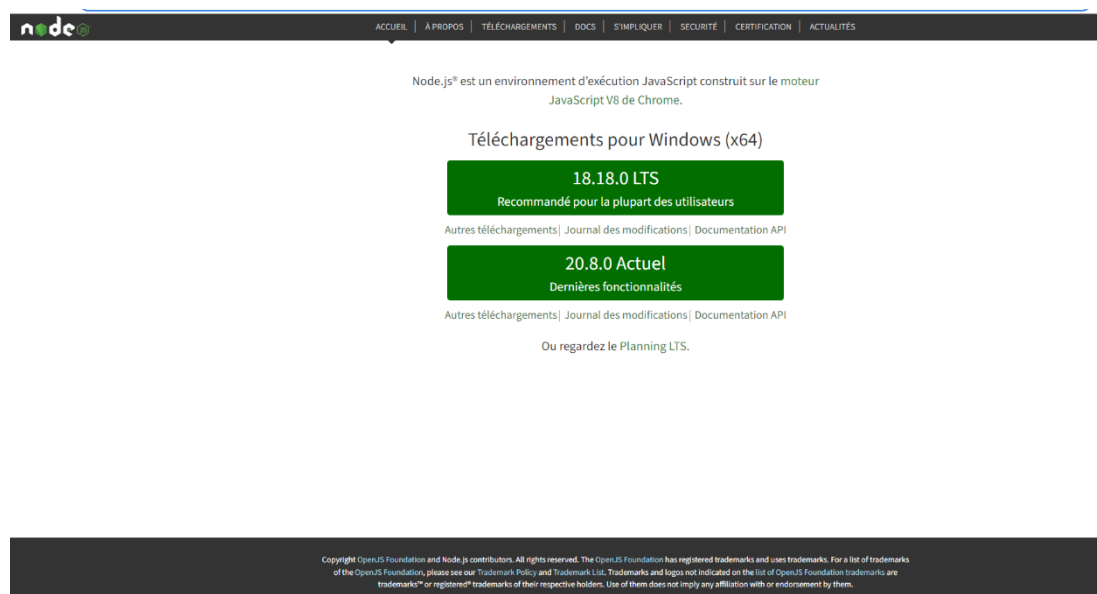 node JS
ACCUEIL | À PROPOS | TÉLÉCHARGEMENTS | DOCS | S'IMPLIQUER | SECURITÉ | CERTIFICATION | ACTUALITÉS
Node.js® est un environnement d'exécution JavaScript construit sur le moteur
JavaScript V8 de Chrome.
Téléchargements pour Windows (x64)
18.18.0 LTS
Recommandé pour la plupart des utilisateurs
Autres téléchargements| Journal des modifications| Documentation API
20.8.0 Actuel
Dernières fonctionnalités
Autres téléchargements| Journal des modifications| Documentation API
Ou regardez le Planning LTS.
Copyright OpenJS Foundation and Node.js contributors. All rights reserved. The OpenJS Foundation has registered trademarks and uses trademarks. For a list of trademarks
of the OpenJS Foundation, please see our Trademark Policy and Trademark List. Trademarks and logos not indicated on the list of OpenJS Foundation trademarks are
trademarks™ or registered® trademarks of their respective holders. Use of them does not imply any affiliation with or endorsement by them.